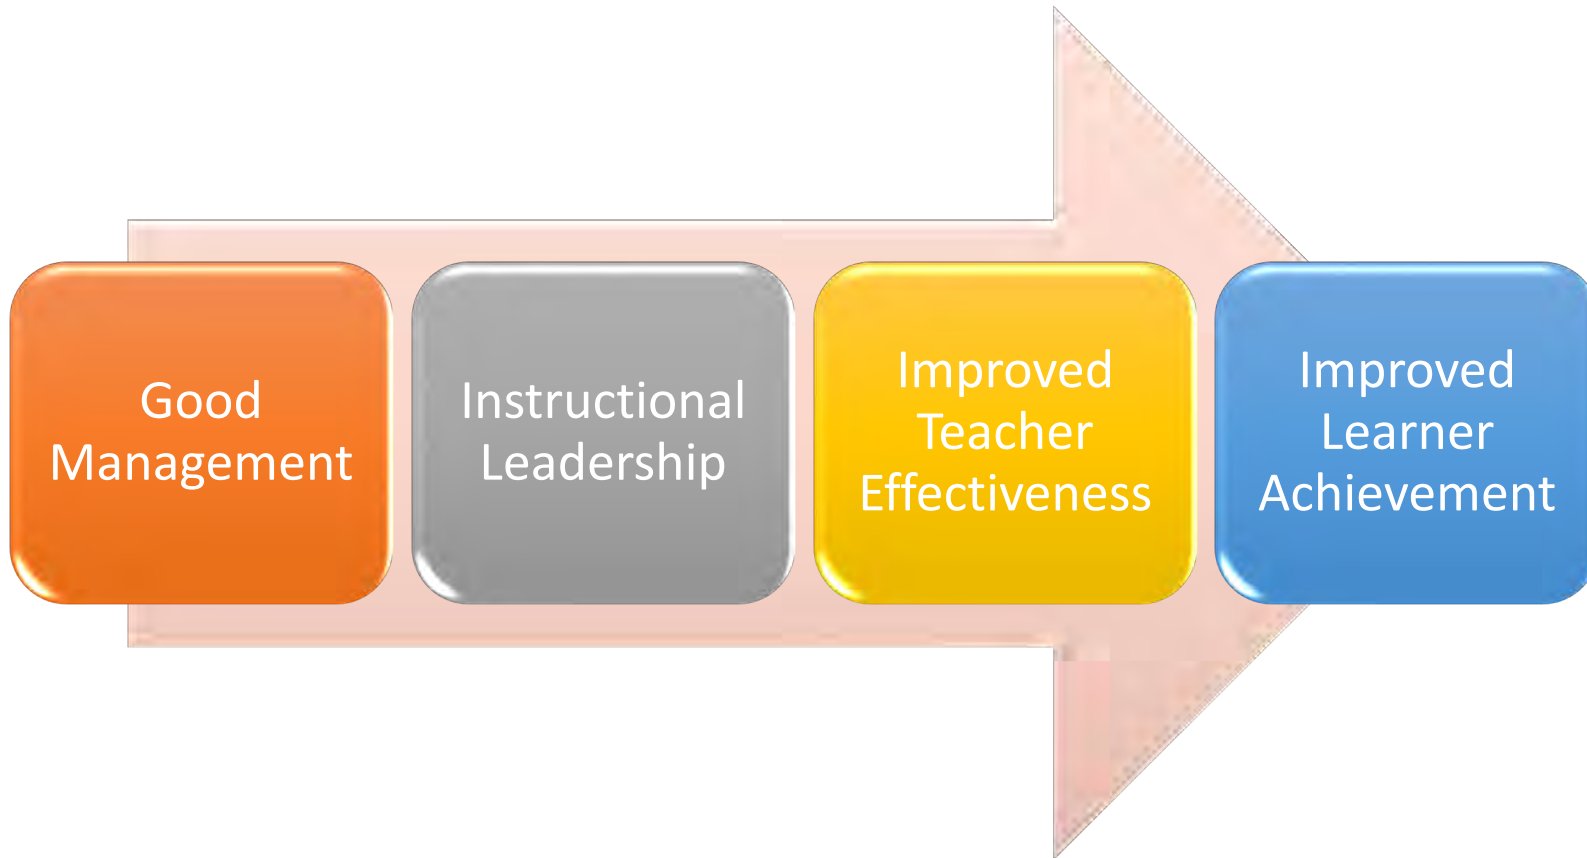 Good
Management
Instructional
Leadership
Improved
Teacher
Effectiveness
Improved
Learner
Achievement